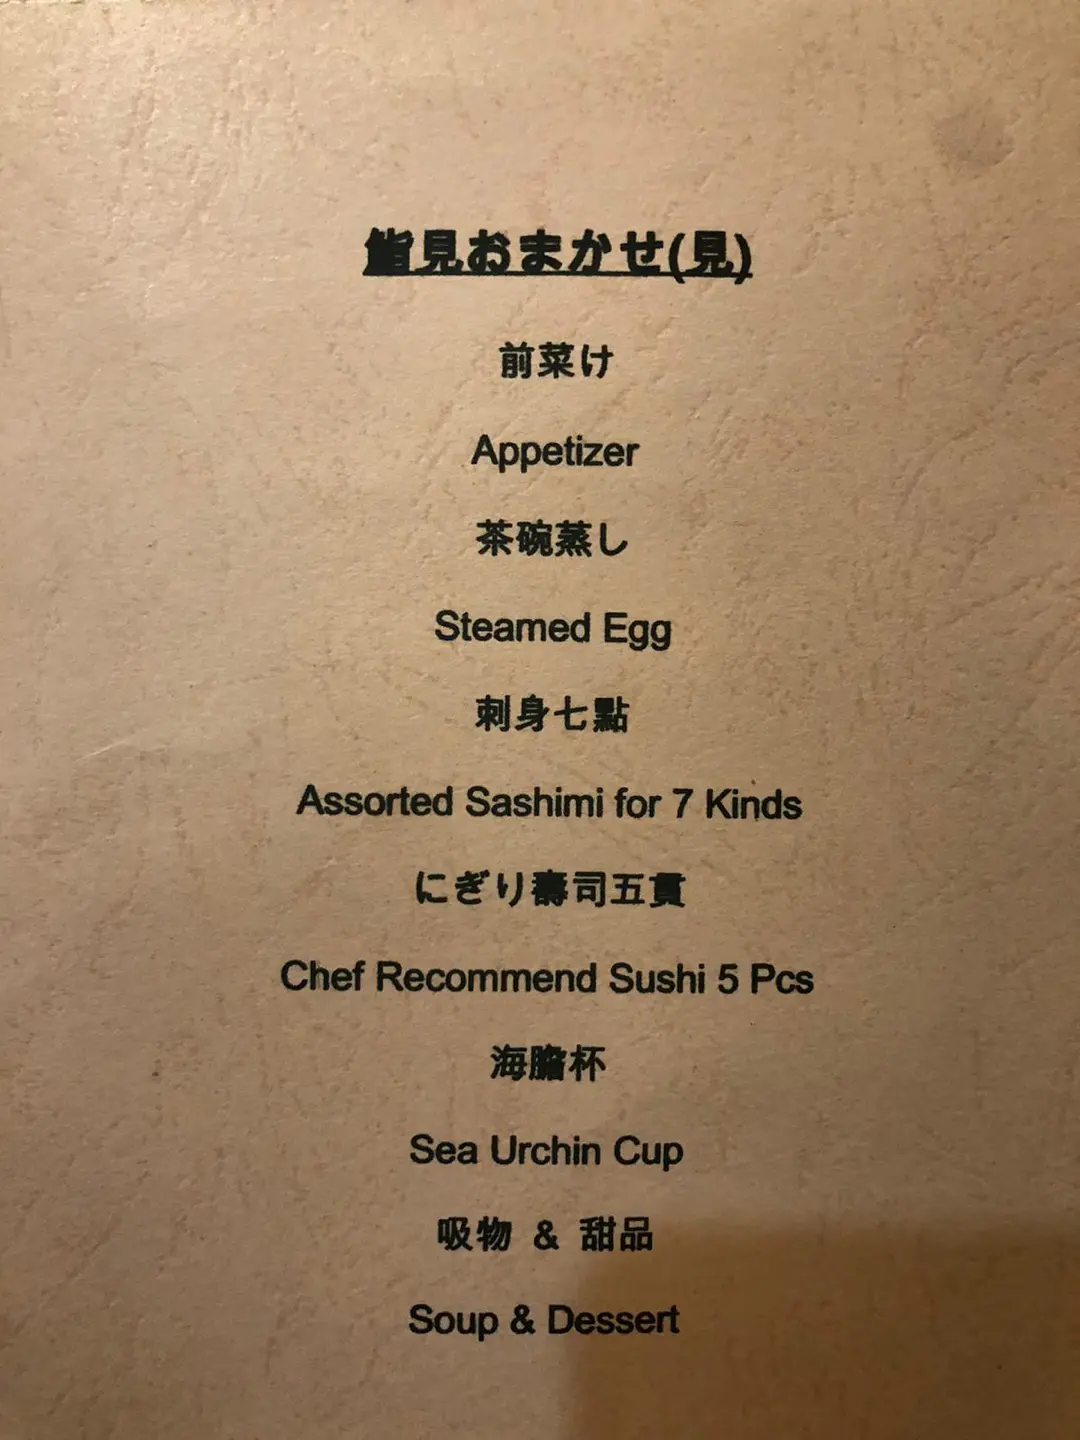 鮨見おまかせ(見)
前菜け
Appetizer
茶碗蒸し
Steamed Egg
刺身七點
Assorted Sashimi for 7 Kinds
にぎり壽司五貫
Chef Recommend Sushi 5 Pcs
海膽杯
Sea Urchin Cup
吸物 & 甜品
Soup & Dessert